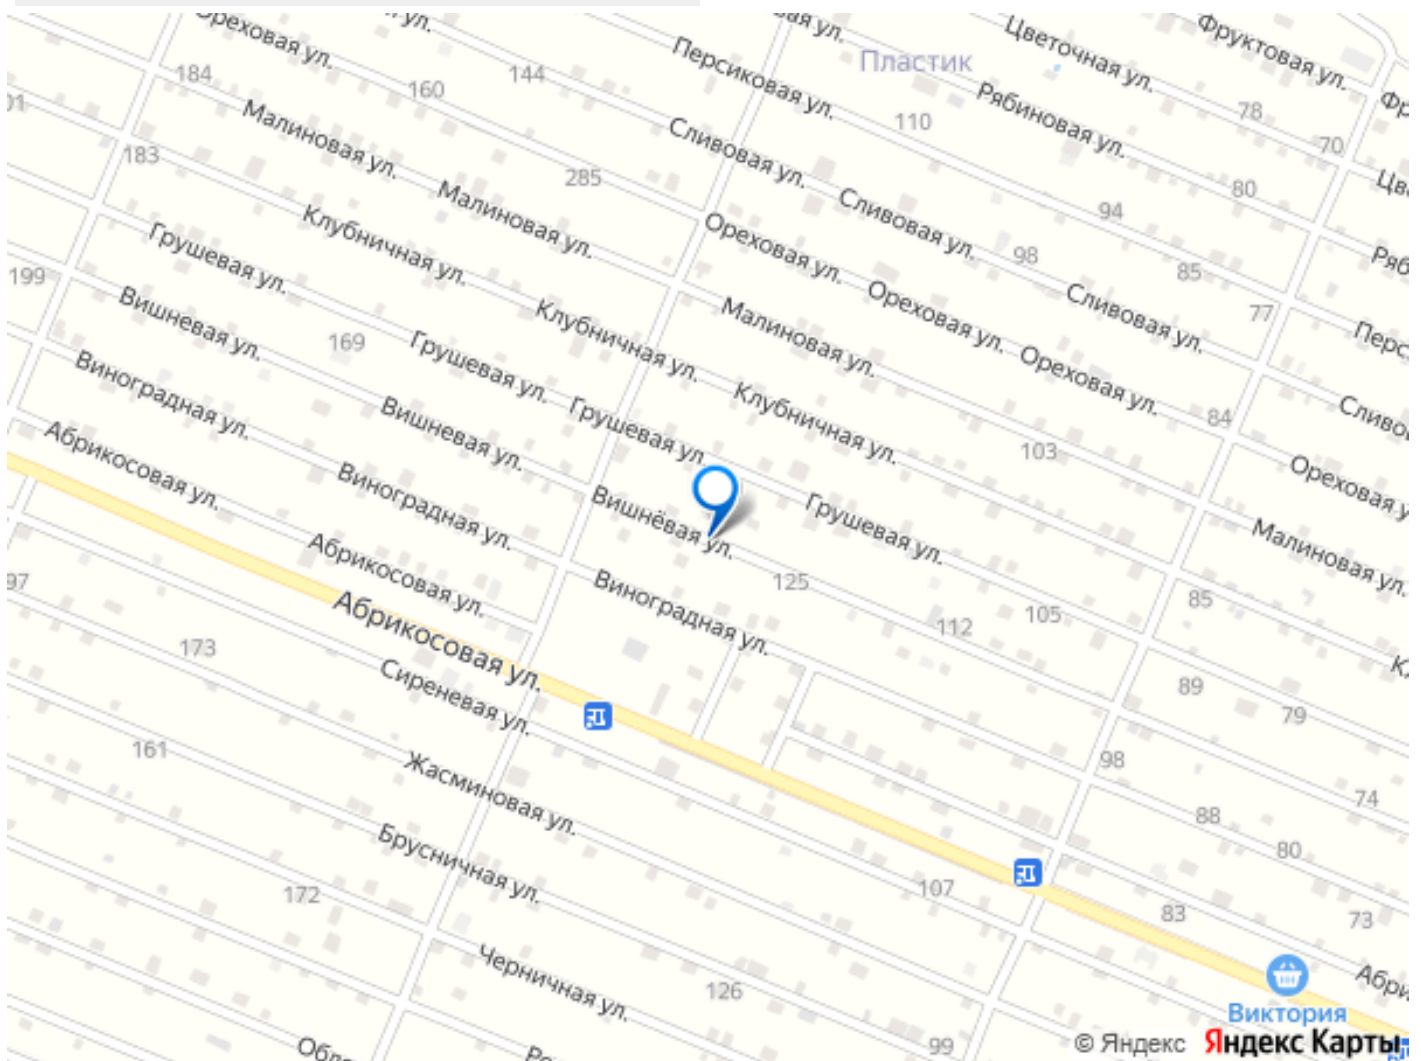 Ореховая ул.
ул.
Персиковая ул.
ул.
Пластик
Цветочная ул.
Фруктовая ул.
184
160
144
Рябиновая ул.
78
70
110
Малиновая ул.
Сливовая ул.
183
285
Малиновая ул.
Сливовая ул.
80
94
Клубничная ул.
Ореховая ул.
98
85
Грушевая ул.
199
Вишневая ул.
Клубничная ул.
Малиновая ул.
Ореховая ул.
Сливовая ул.
77
169
Грушевая ул.
Ореховая ул.
Виноградная ул.
Вишневая ул.
Грушевая ул.
Клубничная ул.
84
103
Абрикосовая ул.
Виноградная ул.
Вишнёвая ул.
Грушевая ул.
Ореховая у
Малиновая ул.
Абрикосовая ул.
125
97
Виноградная ул.
112
105
85
Абрикосовая ул.
173
Сиреневая ул.
89
79
161
Жасминовая ул.
98
74
88
80
Брусничная ул.
172
107
83
73
Черничная ул.
126
99
Виктория
© Яндекс Яндекс Карты